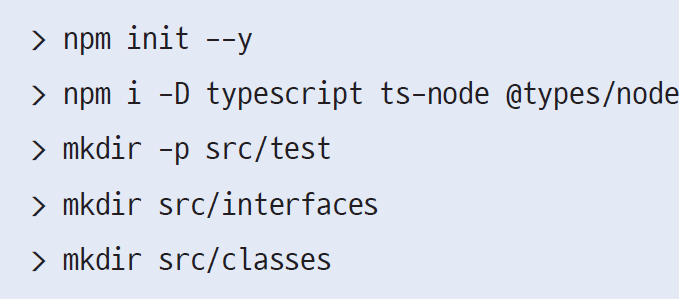 > npm init --y
> npm i -D typescript ts-node @types/node
> mkdir -p src/test
> mkdir src/interfaces
> mkdir src/classes